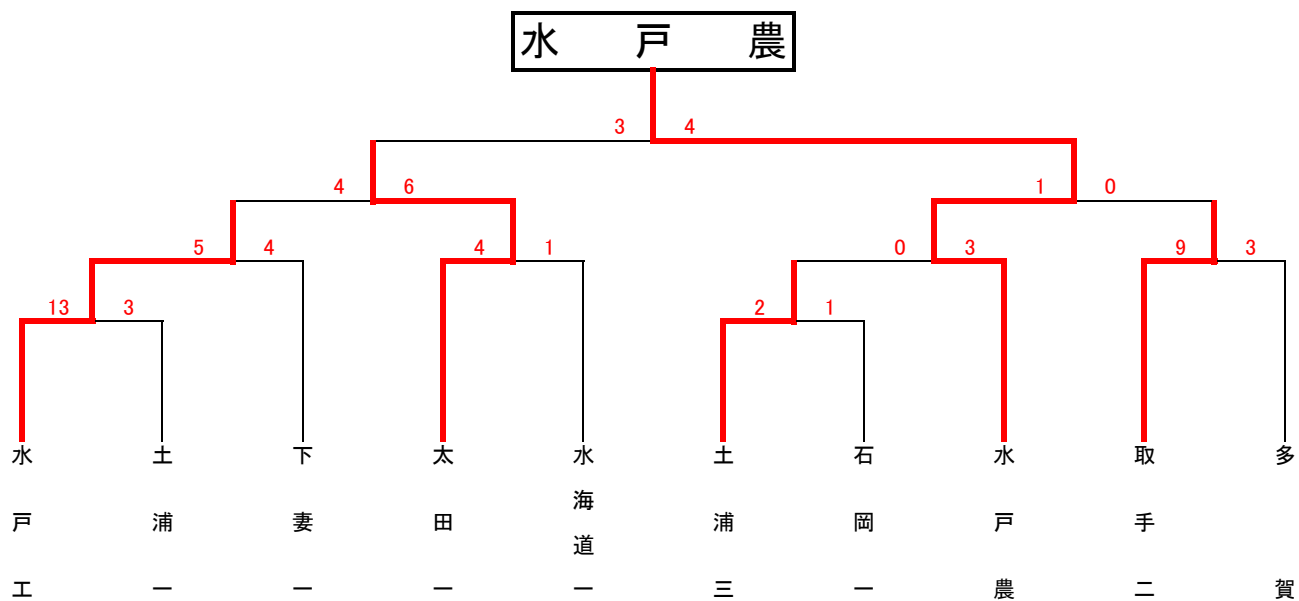 水戸農
3 4
4 6 1 0
5 4 4 1 0 3 9 3
13 3 2 1
水戸工
土浦一
下妻一
太田一
水海道一
土浦三
石岡一
水戸農
取手二
多賀